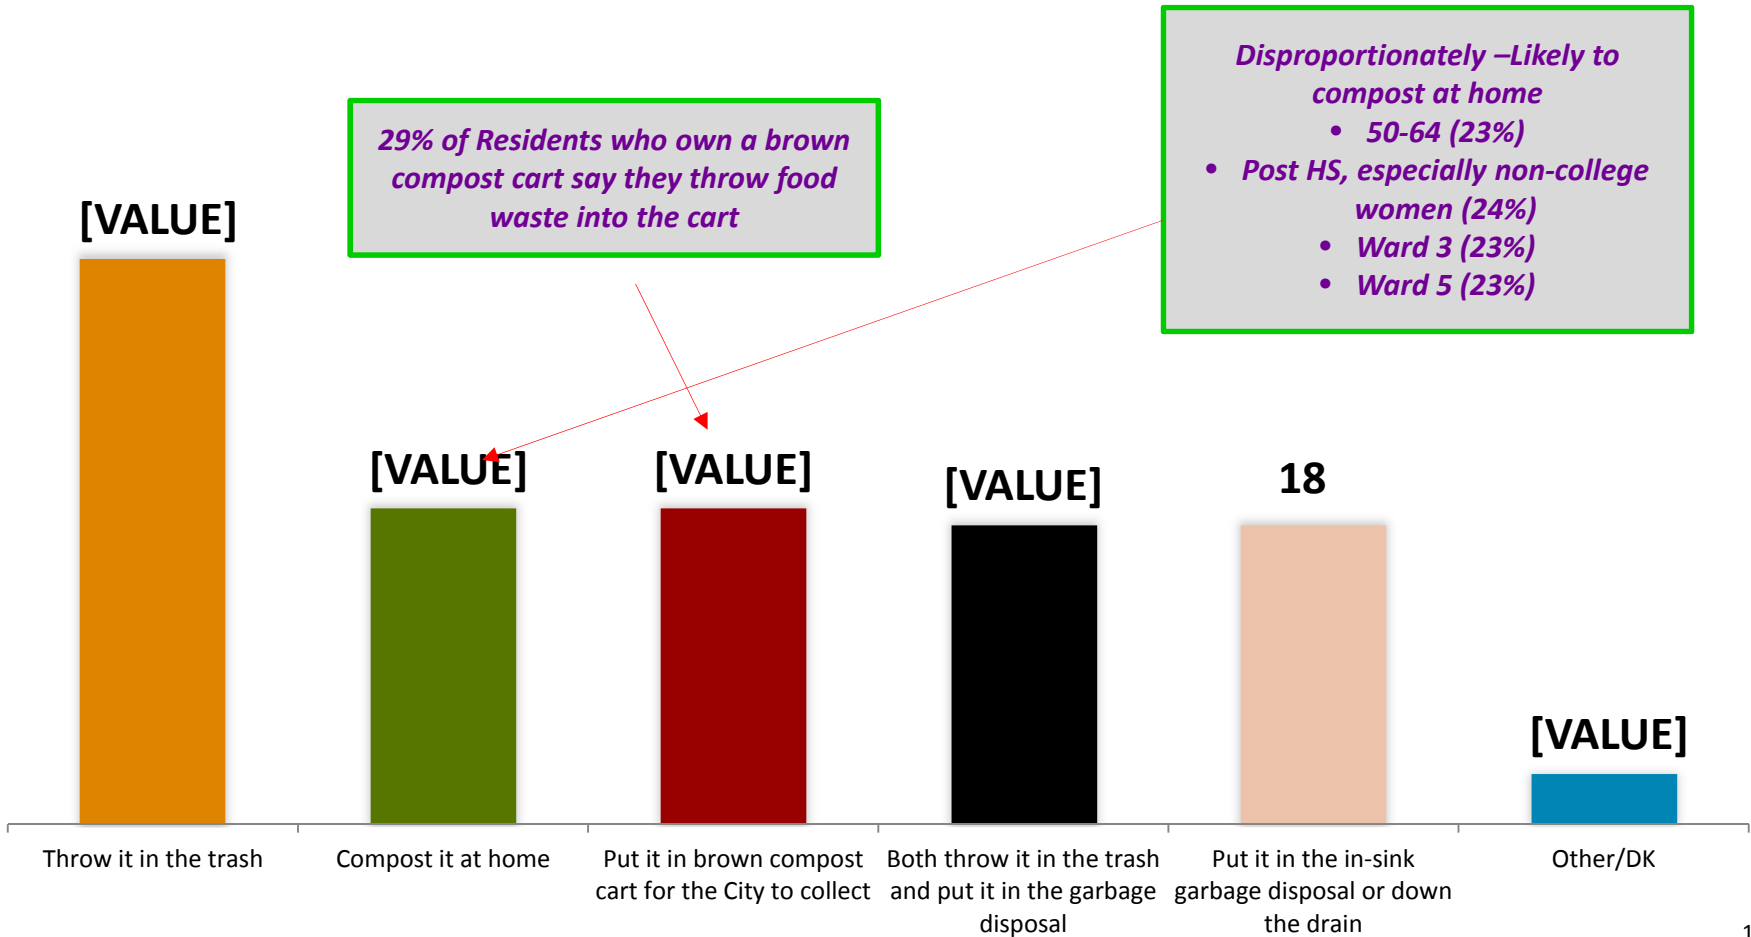 Disproportionately –Likely to
compost at home
• 50-64 (23%)
• Post HS, especially non-college
women (24%)
• Ward 3 (23%)
• Ward 5 (23%)
29% of Residents who own a brown
compost cart say they throw food
waste into the cart
[VALUE]
[VALUE]
[VALUE]
[VALUE]
18
[VALUE]
Throw it in the trash
Compost it at home
Put it in brown compost
cart for the City to collect
Both throw it in the trash
and put it in the garbage
disposal
Put it in the in-sink
garbage disposal or down
the drain
Other/DK
1